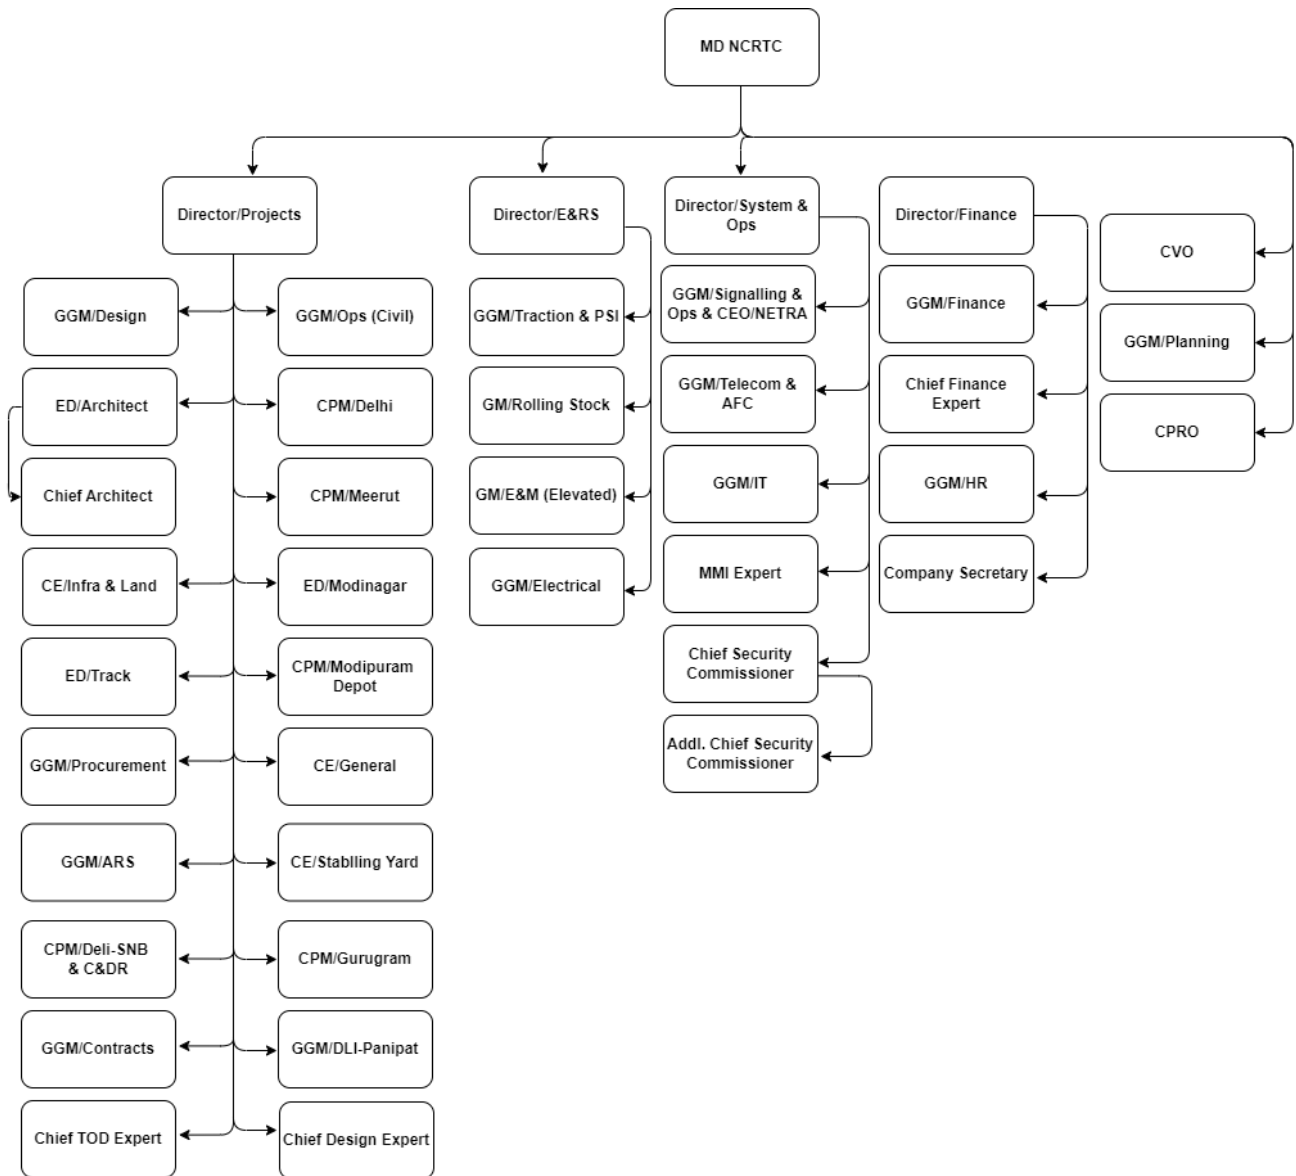 MD NCRTC
Director/Projects
Director/E&RS
Director/System &
Ops
Director/Finance
CVO
GGM/Planning
CPRO
GGM/Design
GGM/Ops (Civil)
ED/Architect
CPM/Delhi
Chief Architect
CPM/Meerut
CE/Infra & Land
ED/Modinagar
ED/Track
CPM/Modipuram
Depot
GGM/Procurement
CE/General
GGM/ARS
CE/Stablling Yard
CPM/Deli-SNB
& C&DR
CPM/Gurugram
GGM/Contracts
GGM/DLI-Panipat
Chief TOD Expert
Chief Design Expert
GGM/Traction & PSI
GM/Rolling Stock
GM/E&M (Elevated)
GGM/Electrical
GGM/Signalling &
Ops & CEO/NETRA
GGM/Telecom &
AFC
GGM/IT
MMI Expert
Chief Security
Commissioner
Addl. Chief Security
Commissioner
GGM/Finance
Chief Finance
Expert
GGM/HR
Company Secretary